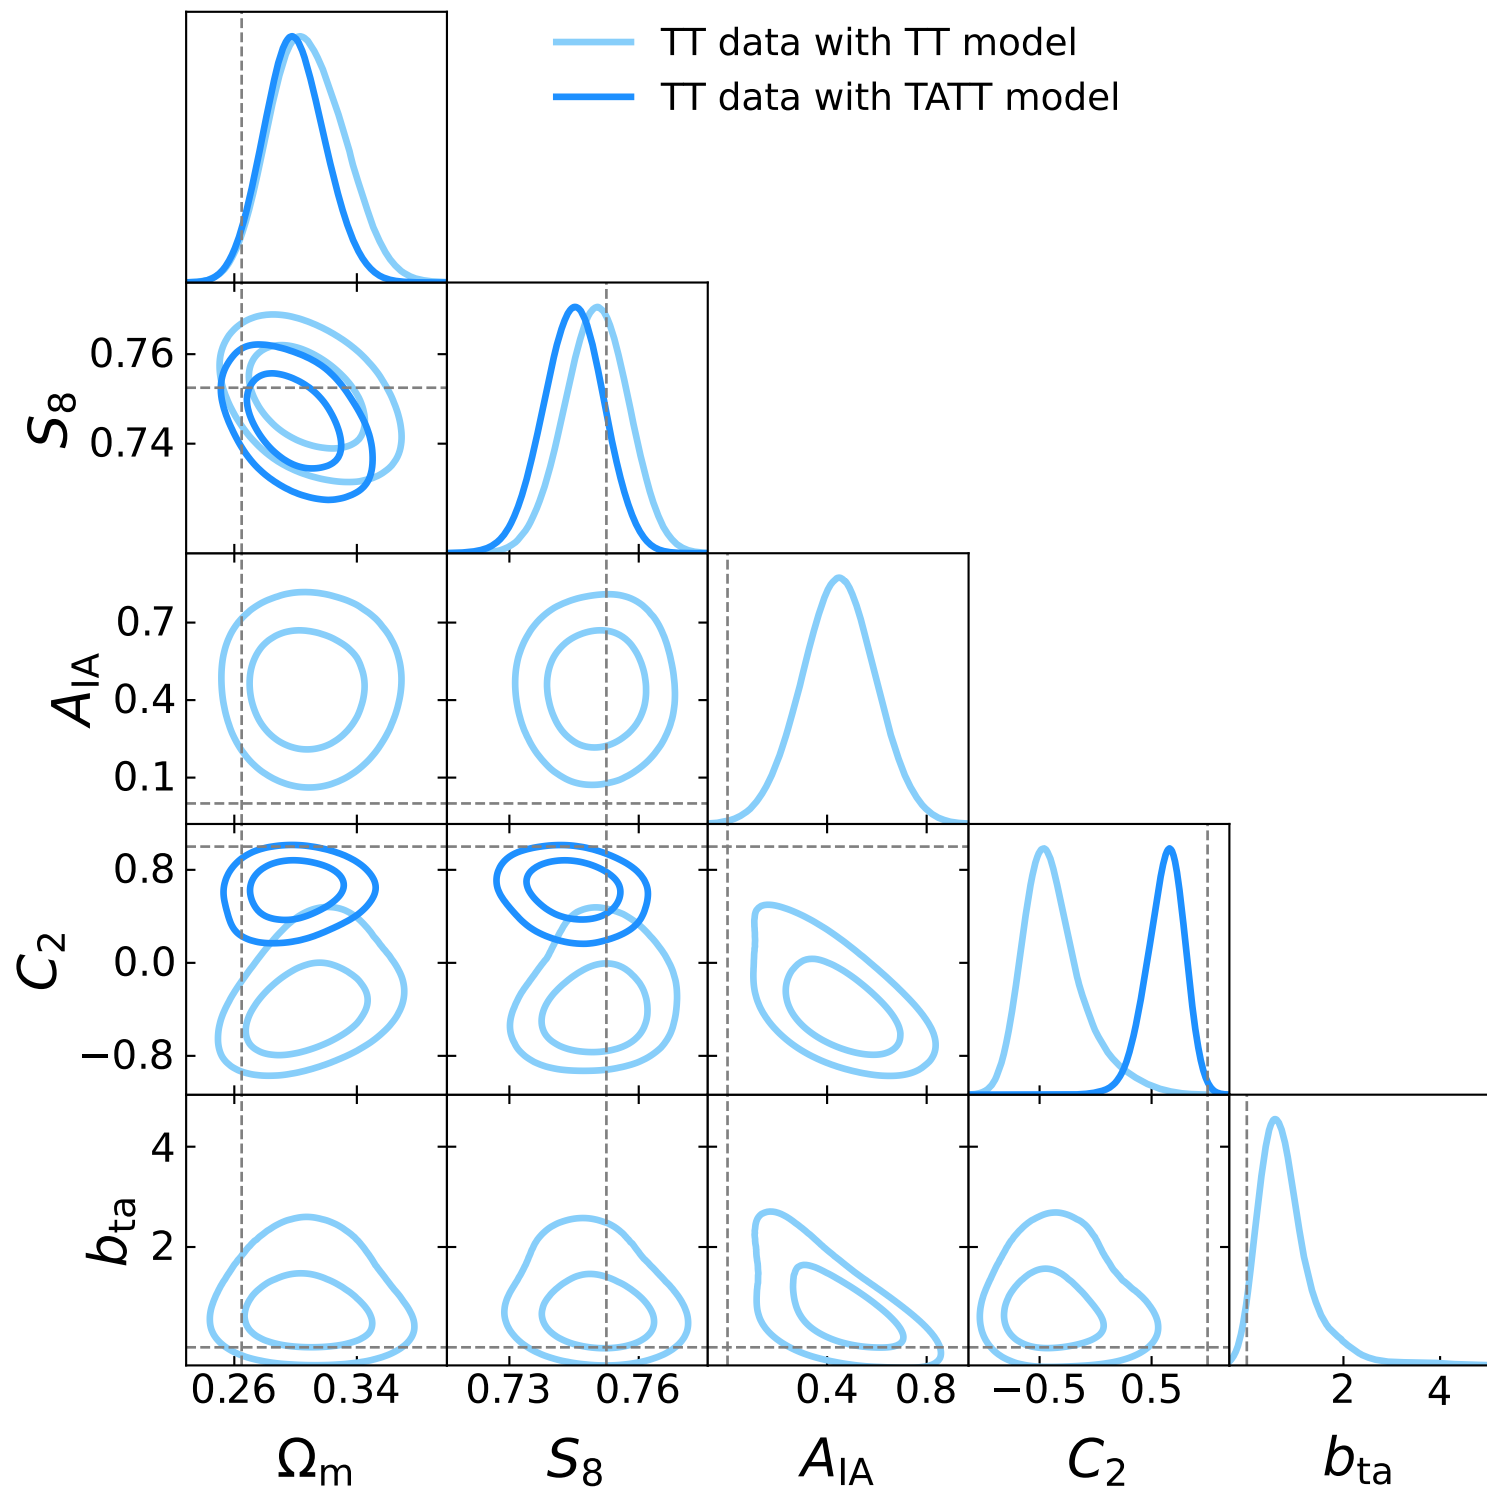 TT data with TT model
TT data with TATT model
0.76
S8
0.74
0.7
AIA
0.4
0.1
0.8
C2
0.0
−0.8
4
bta
2
0.26 0.34 0.73 0.76 0.4 0.8 −0.5 0.5 2 4
Ωm S8 AIA C2 bta